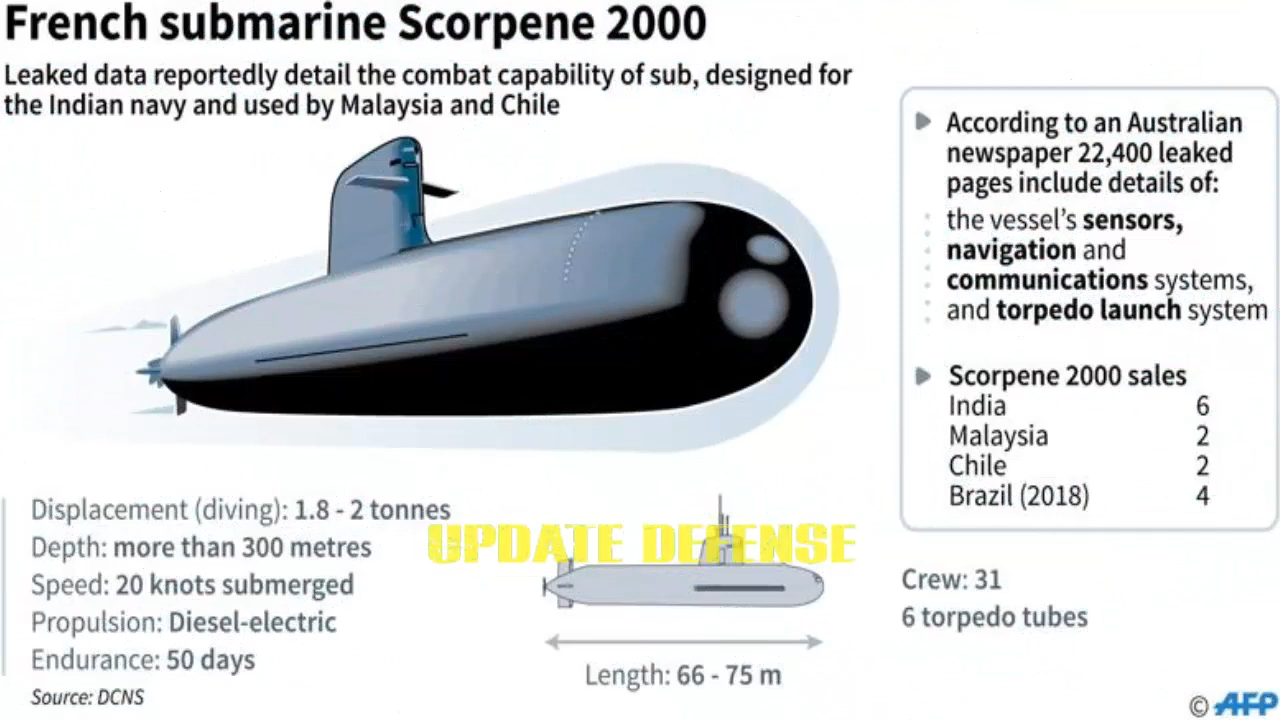 French submarine Scorpene 2000
Leaked data reportedly detail the combat capability of sub, designed for
the Indian navy and used by Malaysia and Chile
According to an Australian
newspaper 22,400 leaked
pages include details of:
the vessel's sensors,
navigation and
communications systems,
and torpedo launch system
Scorpene 2000 sales
India 6
Malaysia 2
Chile 2
Brazil (2018) 4
Displacement (diving): 1.8 - 2 tonnes
Depth: more than 300 metres
Speed: 20 knots submerged
Propulsion: Diesel-electric
Endurance: 50 days
Source: DCNS
UPDATE DEFENSE
Length: 66 - 75 m
Crew: 31
6 torpedo tubes
© AFP